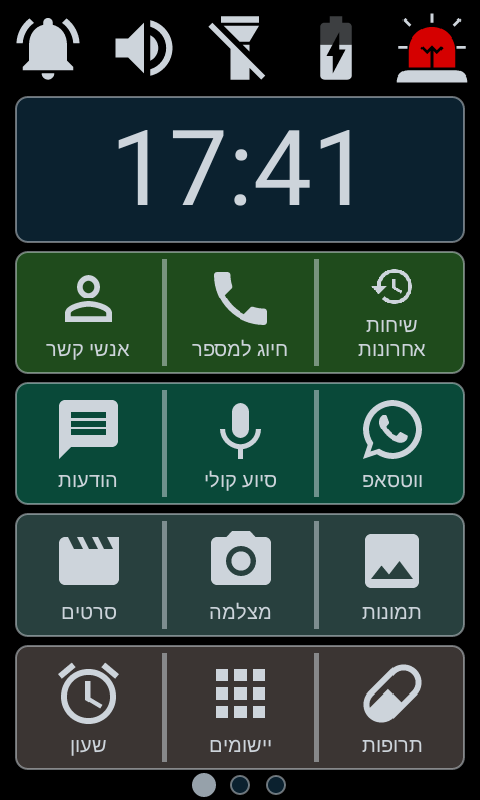 17:41
שיחות
אחרונות
חיוג למספר
אנשי קשר
ווטסאפ
סיוע קולי
הודעות
תמונות
מצלמה
סרטים
תרופות
יישומים
שעון